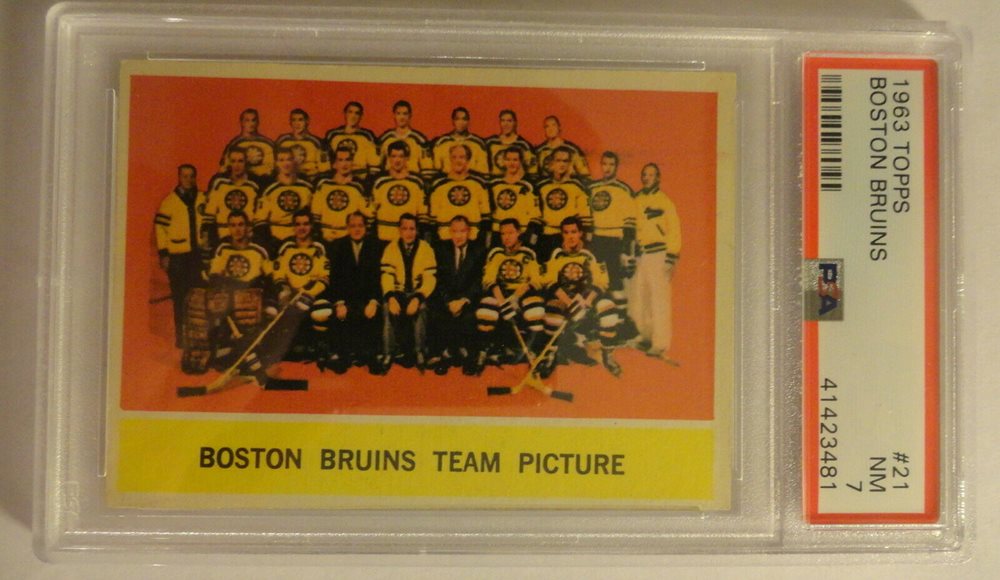 BOSTON BRUINS TEAM PICTURE
1963 TOPPS
BOSTON BRUINS
#21
NM
7
PSA
41423481